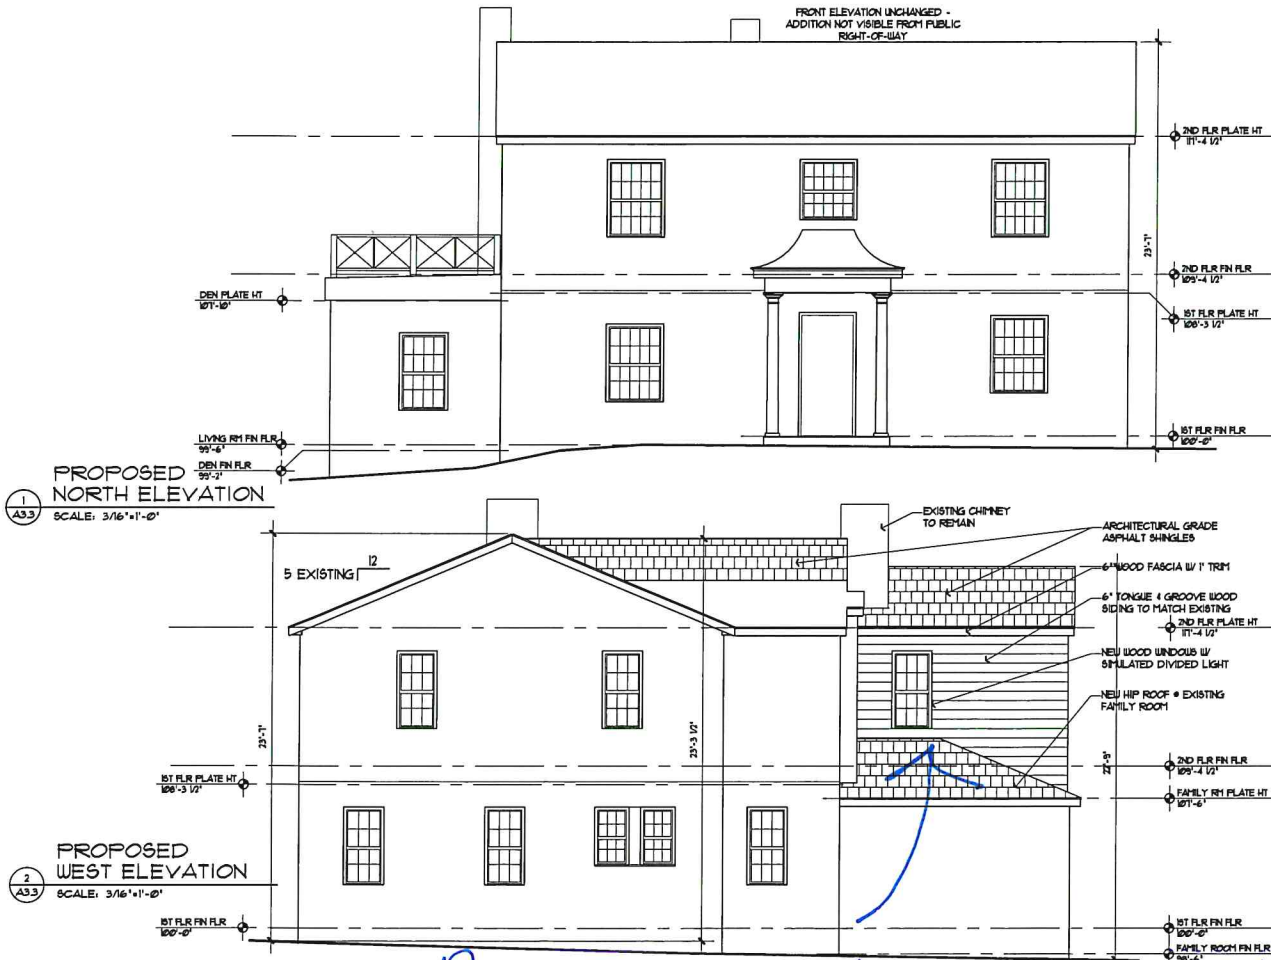 FRONT ELEVATION UNCHANGED -
ADDITION NOT VISIBLE FROM PUBLIC
RIGHT-OF-WAY
2ND FLR PLATE HT
117'-4 1/2"
23'-7"
2ND FLR FIN FLR
109'-4 1/2"
DEN PLATE HT
107'-10"
1ST FLR PLATE HT
108'-3 1/2"
LIVING RM FIN FLR
99'-6"
1ST FLR FIN FLR
100'-0"
DEN FIN FLR
99'-2"
1
A3.3
PROPOSED
NORTH ELEVATION
SCALE: 3/16"=1'-0"
EXISTING CHIMNEY
TO REMAIN
ARCHITECTURAL GRADE
ASPHALT SHINGLES
12
5 EXISTING
6" WOOD FASCIA W/ 1" TRIM
6" TONGUE & GROOVE WOOD
SIDING TO MATCH EXISTING
2ND FLR PLATE HT
117'-4 1/2"
NEW WOOD WINDOWS W/
SIMULATED DIVIDED LIGHT
NEW HIP ROOF @ EXISTING
FAMILY ROOM
23'-7"
23'-3 1/2"
22'-9"
1ST FLR PLATE HT
108'-3 1/2"
2ND FLR FIN FLR
109'-4 1/2"
FAMILY RM PLATE HT
107'-6"
2
A3.3
PROPOSED
WEST ELEVATION
SCALE: 3/16"=1'-0"
1ST FLR FIN FLR
100'-0"
1ST FLR FIN FLR
100'-0"
FAMILY ROOM FIN FLR